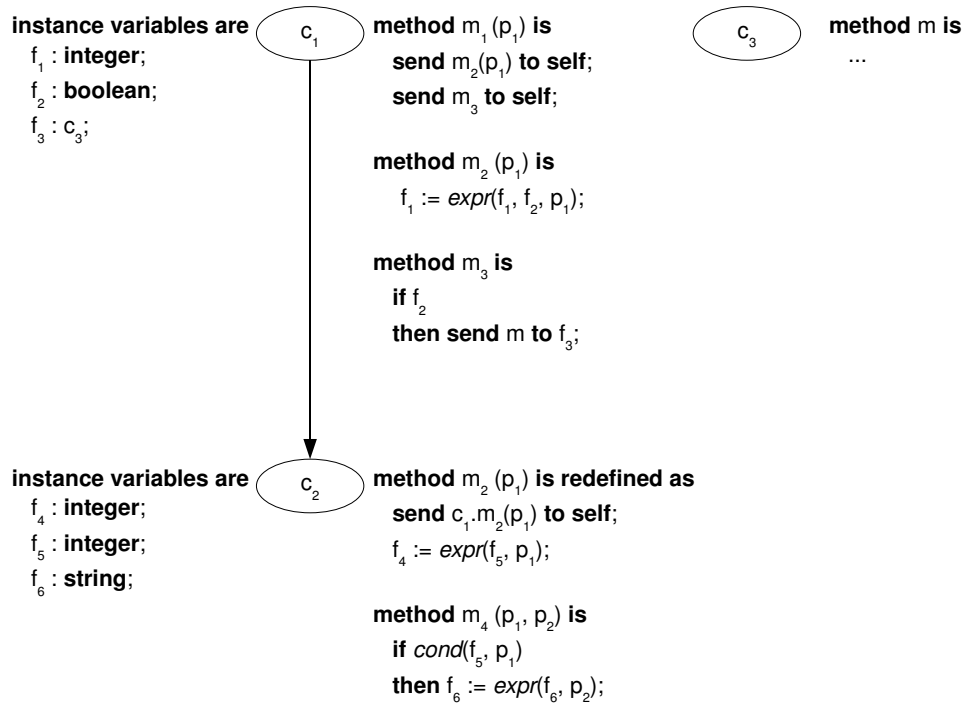 instance variables are
f₁ : integer;
f₂ : boolean;
f₃ : c₃;
c₁
method m₁ (p₁) is
send m₂(p₁) to self;
send m₃ to self;
method m₂ (p₁) is
f₁ := expr(f₁, f₂, p₁);
method m₃ is
if f₂
then send m to f₃;
c₃
method m is
...
instance variables are
f₄ : integer;
f₅ : integer;
f₆ : string;
c₂
method m₂ (p₁) is redefined as
send c₁.m₂(p₁) to self;
f₄ := expr(f₅, p₁);
method m₄ (p₁, p₂) is
if cond(f₅, p₁)
then f₆ := expr(f₆, p₂);